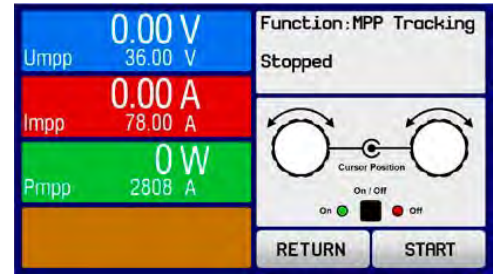 0.00 V
Umpp 36.00 V
0.00 A
Impp 78.00 A
0 W
Pmpp 2808 A
Function:MPP Tracking
Stopped
Cursor Position
On / Off
On Off
RETURN START